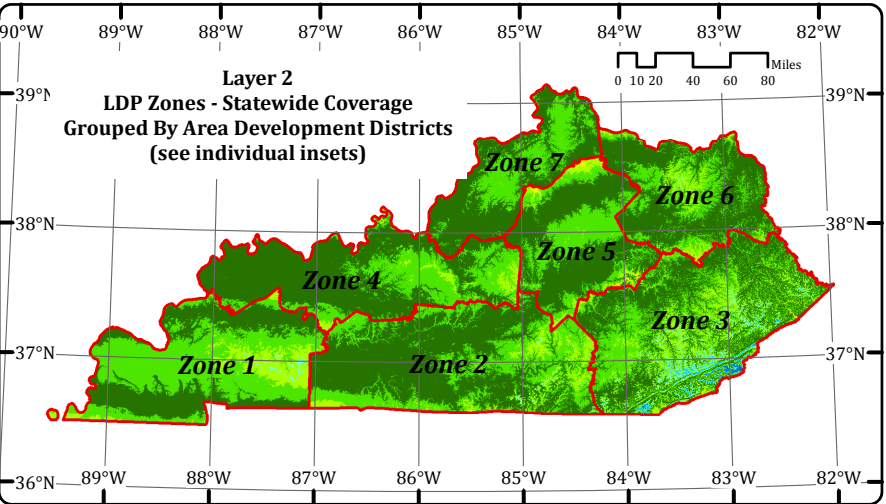 90°W 89°W 88°W 87°W 86°W 85°W 84°W 83°W 82°W
Layer 2
LDP Zones - Statewide Coverage
Grouped By Area Development Districts
(see individual insets)
Miles
0 10 20 40 60 80
39°N 39°N
Zone 7
Zone 6
38°N 38°N
Zone 5
Zone 4
Zone 3
37°N 37°N
Zone 1 Zone 2
36°N 36°N
89°W 88°W 87°W 86°W 85°W 84°W 83°W 82°W